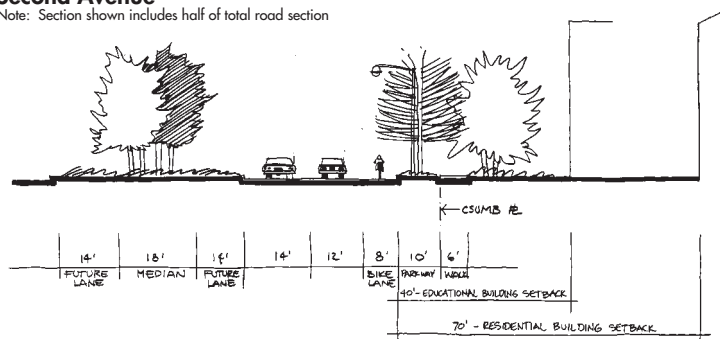 Second Avenue
Note: Section shown includes half of total road section
CSUMB PL
14' 18' 14' 14' 12' 8' 10' 6'
FUTURE LANE MEDIAN FUTURE LANE BIKE LANE PARKWAY WALK
40'- EDUCATIONAL BUILDING SETBACK
70' - RESIDENTIAL BUILDING SETBACK